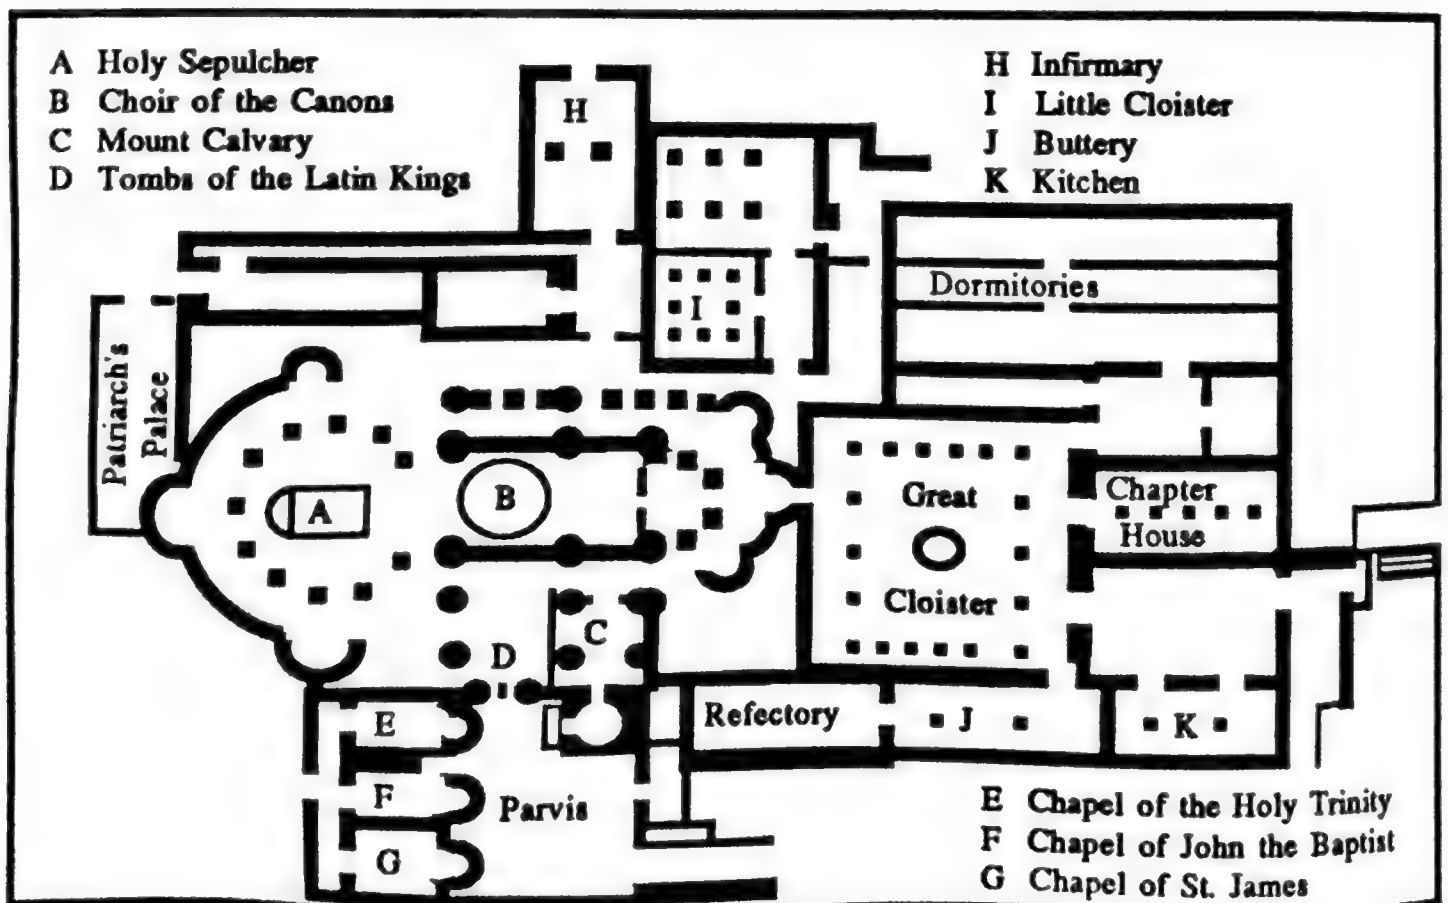 A Holy Sepulcher
B Choir of the Canons
C Mount Calvary
D Tombs of the Latin Kings
H Infirmary
I Little Cloister
J Buttery
K Kitchen
H
I
Dormitories
Patriarch's
Palace
A
B
Great
Cloister
Chapter
House
C
D
E
F
G
Parvis
Refectory
J
K
E Chapel of the Holy Trinity
F Chapel of John the Baptist
G Chapel of St. James